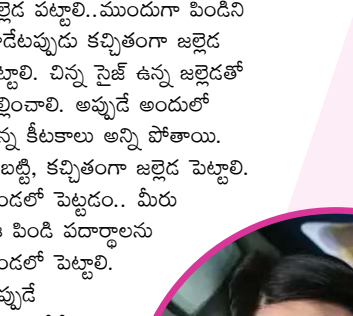 ల్లెడ పట్టాలి..ముందుగా పిండిని
డేటప్పుడు కచ్చితంగా జల్లెడ
ట్టాలి. చిన్న సైజ్ ఉన్న జల్లెడతో
ల్లించాలి. అప్పుడే అందులో
న్న కీటకాలు అన్ని పోతాయి.
బట్టి, కచ్చితంగా జల్లెడ పెట్టాలి.
ండలో పెట్టడం.. మీరు
పిండి పదార్థాలను
ండలో పెట్టాలి.
ప్పుడే